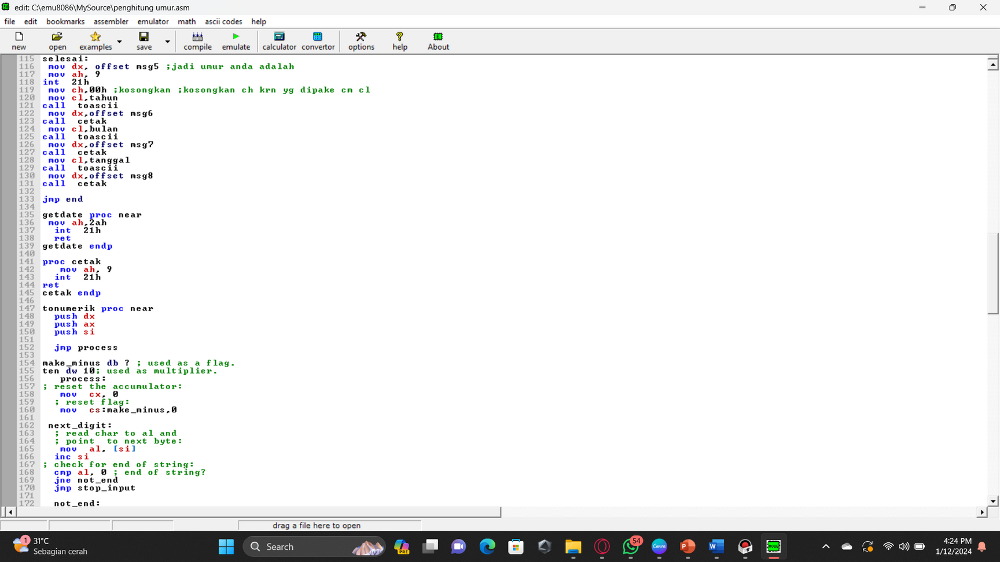 edit: C:\emu8086\MySource\penghitung umur.asm
file edit bookmarks assembler emulator math ascii codes help
new open examples save compile emulate calculator convertor options help About
115 selesai:
116 mov dx, offset msg5 ;jadi umur anda adalah
117 mov ah, 9
118 int 21h
119 mov ch,00h ;kosongkan ;kosongkan ch krn yg dipake cm cl
120 mov cl,tahun
121 call toascii
122 mov dx,offset msg6
123 call cetak
124 mov cl,bulan
125 call toascii
126 mov dx,offset msg7
127 call cetak
128 mov cl,tanggal
129 call toascii
130 mov dx,offset msg8
131 call cetak
132
133 jmp end
134
135 getdate proc near
136 mov ah,2ah
137 int 21h
138 ret
139 getdate endp
140
141 proc cetak
142 mov ah, 9
143 int 21h
144 ret
145 cetak endp
146
147 tonumerik proc near
148 push dx
149 push ax
150 push si
151
152 jmp process
153
154 make_minus db ? ; used as a flag.
155 ten dw 10; used as multiplier.
156 process:
157 ; reset the accumulator:
158 mov cx, 0
159 ; reset flag:
160 mov cs:make_minus,0
161
162 next_digit:
163 ; read char to al and
164 ; point to next byte:
165 mov al, [si]
166 inc si
167 ; check for end of string:
168 cmp al, 0 ; end of string?
169 jne not_end
170 jmp stop_input
171
172 not_end:
drag a file here to open
1
31°C
Sebagian cerah
Search
PRE
54
Canva
P
W
8086
4:24 PM
1/12/2024